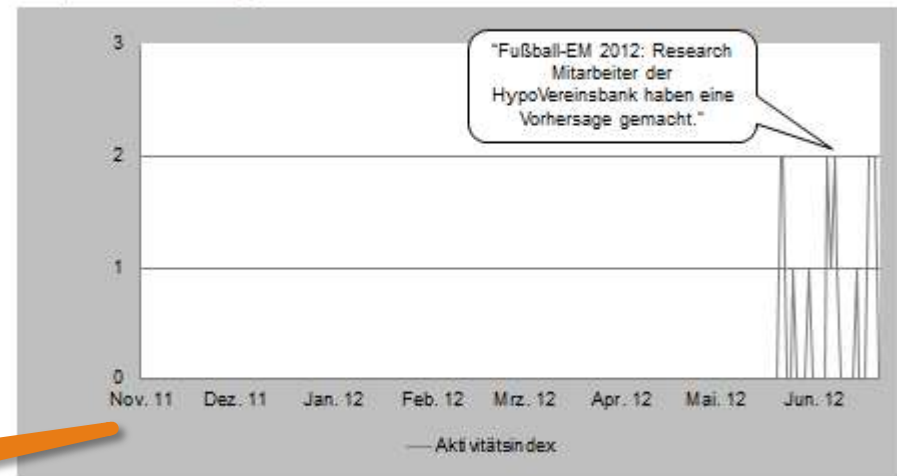 3
"Fußball-EM 2012: Research
Mitarbeiter der
HypoVereinsbank haben eine
Vorhersage gemacht."
2
1
0
Nov. 11 Dez. 11 Jan. 12 Feb. 12 Mrz. 12 Apr. 12 Mai. 12 Jun. 12
Aktivitätsindex